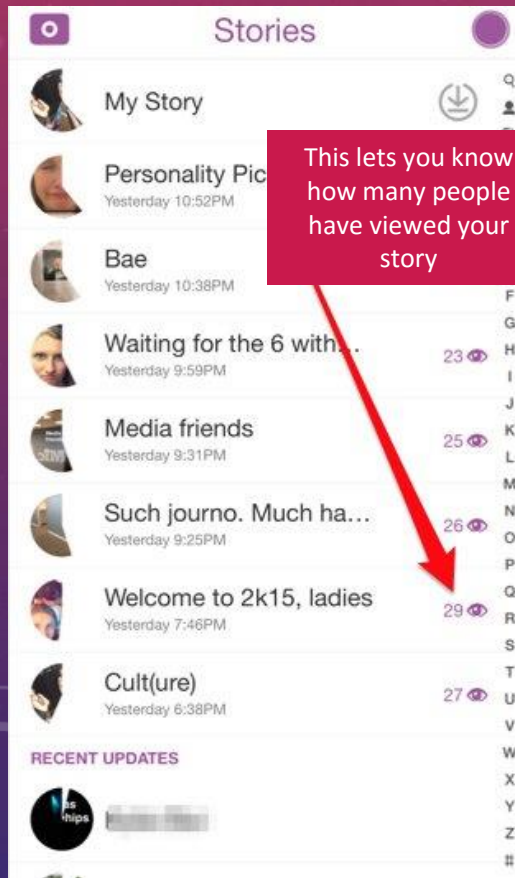 Stories
My Story
This lets you know
how many people
have viewed your
story
Personality Pic
Yesterday 10:52PM
Bae
Yesterday 10:38PM
Waiting for the 6 with...
Yesterday 9:59PM
23
Media friends
Yesterday 9:31PM
25
Such journo. Much ha...
Yesterday 9:25PM
26
Welcome to 2k15, ladies
Yesterday 7:46PM
29
Cult(ure)
Yesterday 6:38PM
27
RECENT UPDATES
as
hips
F
G
H
I
J
K
L
M
N
O
P
Q
R
S
T
U
V
W
X
Y
Z
#